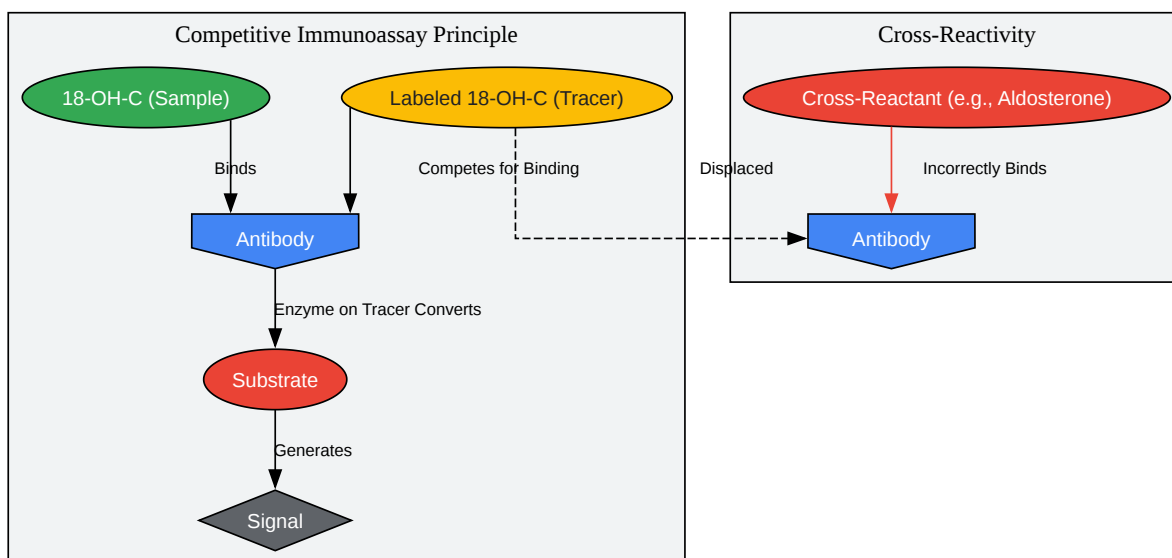 Competitive Immunoassay Principle
Cross-Reactivity
18-OH-C (Sample)
Labeled 18-OH-C (Tracer)
Cross-Reactant (e.g., Aldosterone)
Binds
Competes for Binding
Displaced
Incorrectly Binds
Antibody
Antibody
Enzyme on Tracer Converts
Substrate
Generates
Signal